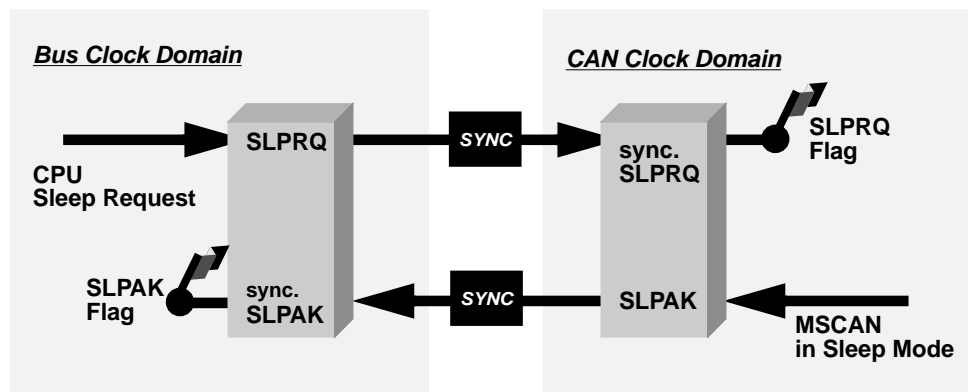 Bus Clock Domain
CAN Clock Domain
SLPRQ
SYNC
sync.
SLPRQ
SLPRQ
Flag
CPU
Sleep Request
SLPAK
Flag
sync.
SLPAK
SYNC
SLPAK
MSCAN
in Sleep Mode